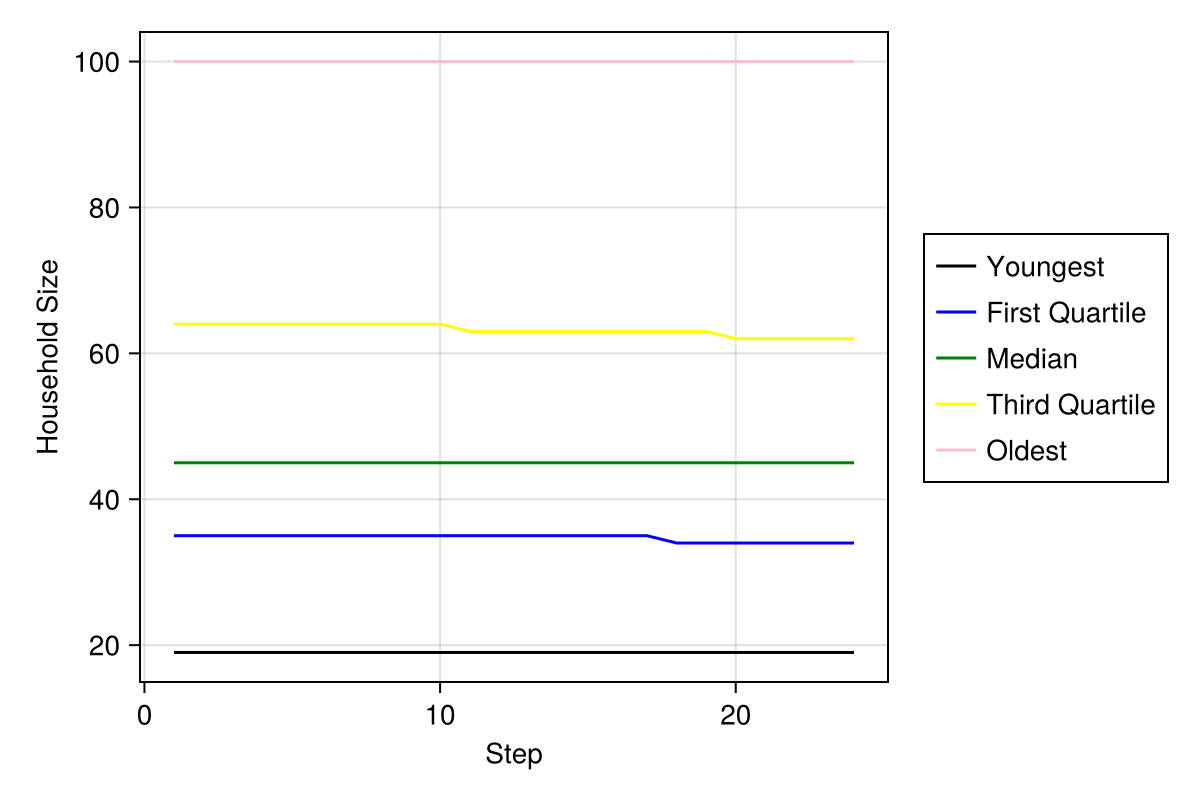 100
80
60
40
20
Household Size
0
10
20
Step
Youngest
First Quartile
Median
Third Quartile
Oldest